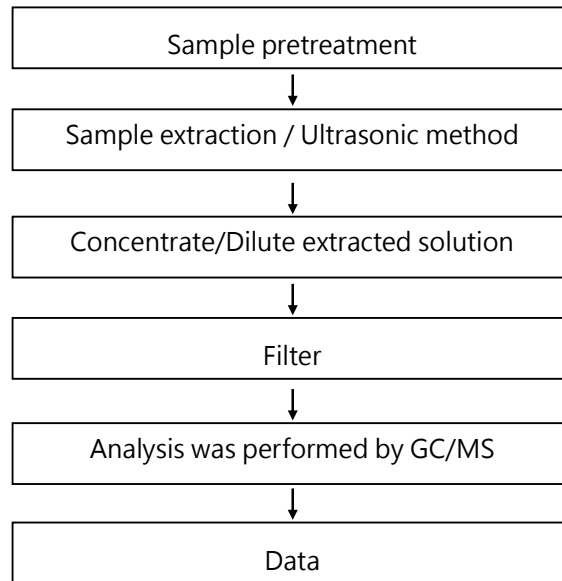 Sample pretreatment
Sample extraction / Ultrasonic method
Concentrate/Dilute extracted solution
Filter
Analysis was performed by GC/MS
Data